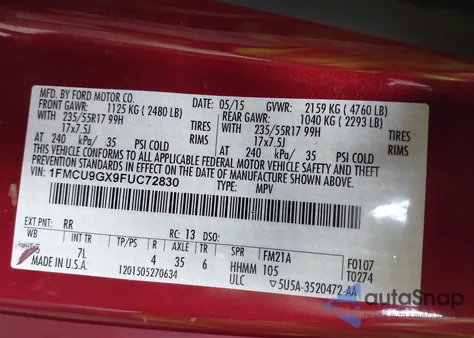 MFD. BY FORD MOTOR CO.
DATE: 05/15 GVWR: 2159 KG (4760 LB)
FRONT GAWR: 1125 KG (2480 LB) REAR GAWR: 1040 KG (2293 LB)
WITH 235/55R17 99H TIRES WITH 235/55R17 99H TIRES
17x7.5J RIMS 17x7.5J RIMS
AT 240 kPa/ 35 PSI COLD AT 240 kPa/ 35 PSI COLD
THIS VEHICLE CONFORMS TO ALL APPLICABLE FEDERAL MOTOR VEHICLE SAFETY AND THEFT
PREVENTION STANDARDS IN EFFECT ON THE DATE OF MANUFACTURE SHOWN ABOVE.
VIN: 1FMCU9GX9FUC72830 TYPE: MPV
EXT PNT: RR RC: 13 DSO:
WB INT TR TP/PS R AXLE TR SPR FM21A F0107
7L 4 35 6 HHMM 105 T0274
MADE IN U.S.A. 1201505270634 ULC ▽5U5A-3520472-AA
autoSnap